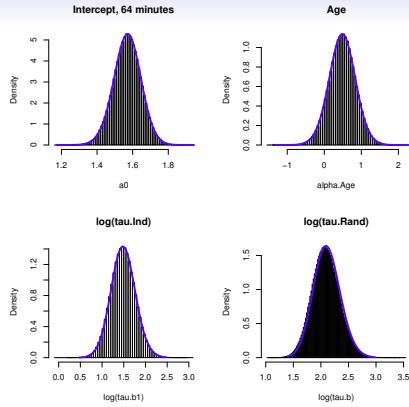 Intercept, 64 minutes
Density
0 1 2 3 4 5
1.2 1.4 1.6 1.8
a0
Age
Density
0.0 0.2 0.4 0.6 0.8 1.0
−1 0 1 2
alpha.Age
log(tau.Ind)
Density
0.0 0.4 0.8 1.2
0.0 0.5 1.0 1.5 2.0 2.5 3.0
log(tau.b1)
log(tau.Rand)
Density
0.0 0.5 1.0 1.5
1.0 1.5 2.0 2.5 3.0 3.5
log(tau.b)